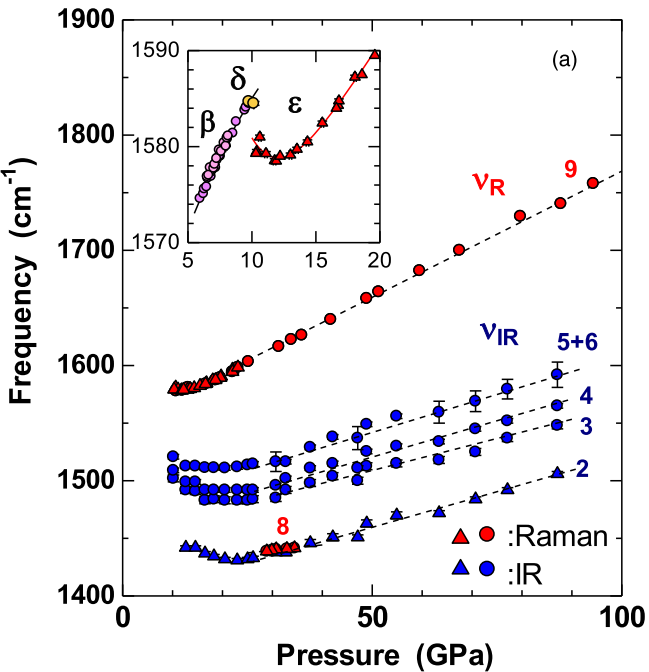 1900
1800
1700
1600
1500
1400
Frequency (cm⁻¹)
0
50
100
Pressure (GPa)
(a)
1590
1580
1570
5
10
15
20
β
δ
ε
νR
9
νIR
5+6
4
3
2
8
:Raman
:IR